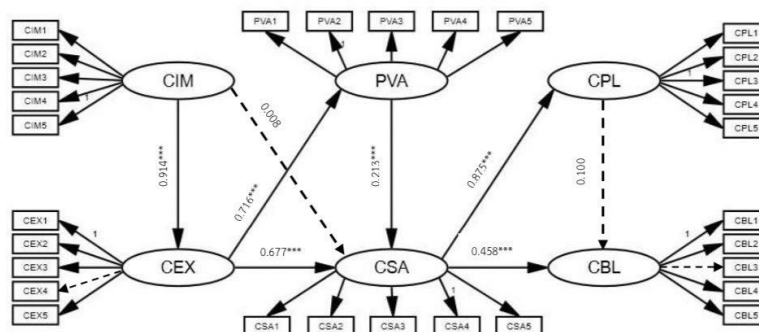 PVA1
PVA2
PVA3
PVA4
PVA5
1
CIM1
CIM2
CIM3
CIM4
CIM5
1
CIM
PVA
CPL
CPL1
CPL2
CPL3
CPL4
CPL5
1
0.914***
0.008
0.716***
0.213***
0.875***
0.100
CEX1
CEX2
CEX3
CEX4
CEX5
1
CEX
0.677***
CSA
0.458***
CBL
CBL1
CBL2
CBL3
CBL4
CBL5
1
CSA1
CSA2
CSA3
CSA4
CSA5
1